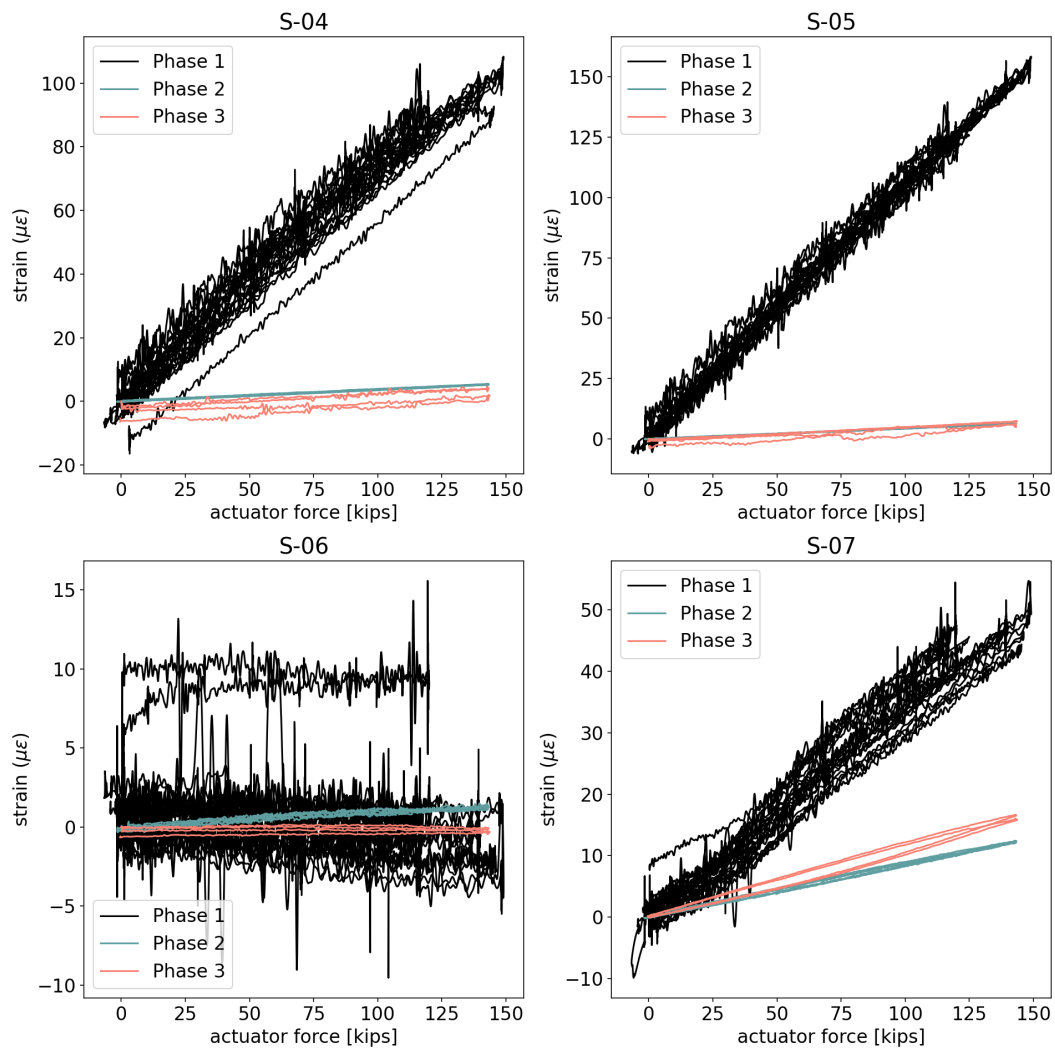 S-04
Phase 1
Phase 2
Phase 3
100
80
60
40
20
0
−20
strain (με)
0 25 50 75 100 125 150
actuator force [kips]
S-05
Phase 1
Phase 2
Phase 3
150
125
100
75
50
25
0
strain (με)
0 25 50 75 100 125 150
actuator force [kips]
S-06
15
10
5
0
−5
−10
strain (με)
Phase 1
Phase 2
Phase 3
0 25 50 75 100 125 150
actuator force [kips]
S-07
Phase 1
Phase 2
Phase 3
50
40
30
20
10
0
−10
strain (με)
0 25 50 75 100 125 150
actuator force [kips]